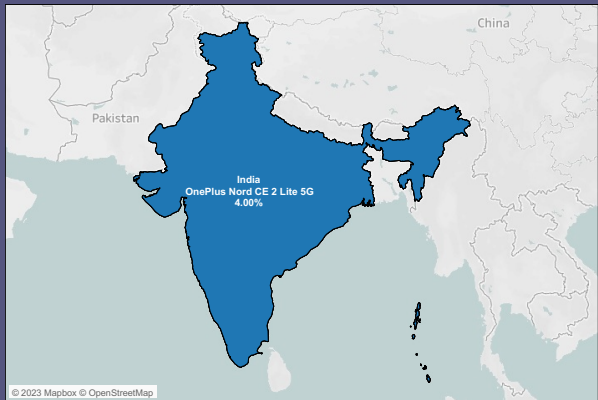 China
Pakistan
India
OnePlus Nord CE 2 Lite 5G
4.00%
© 2023 Mapbox © OpenStreetMap